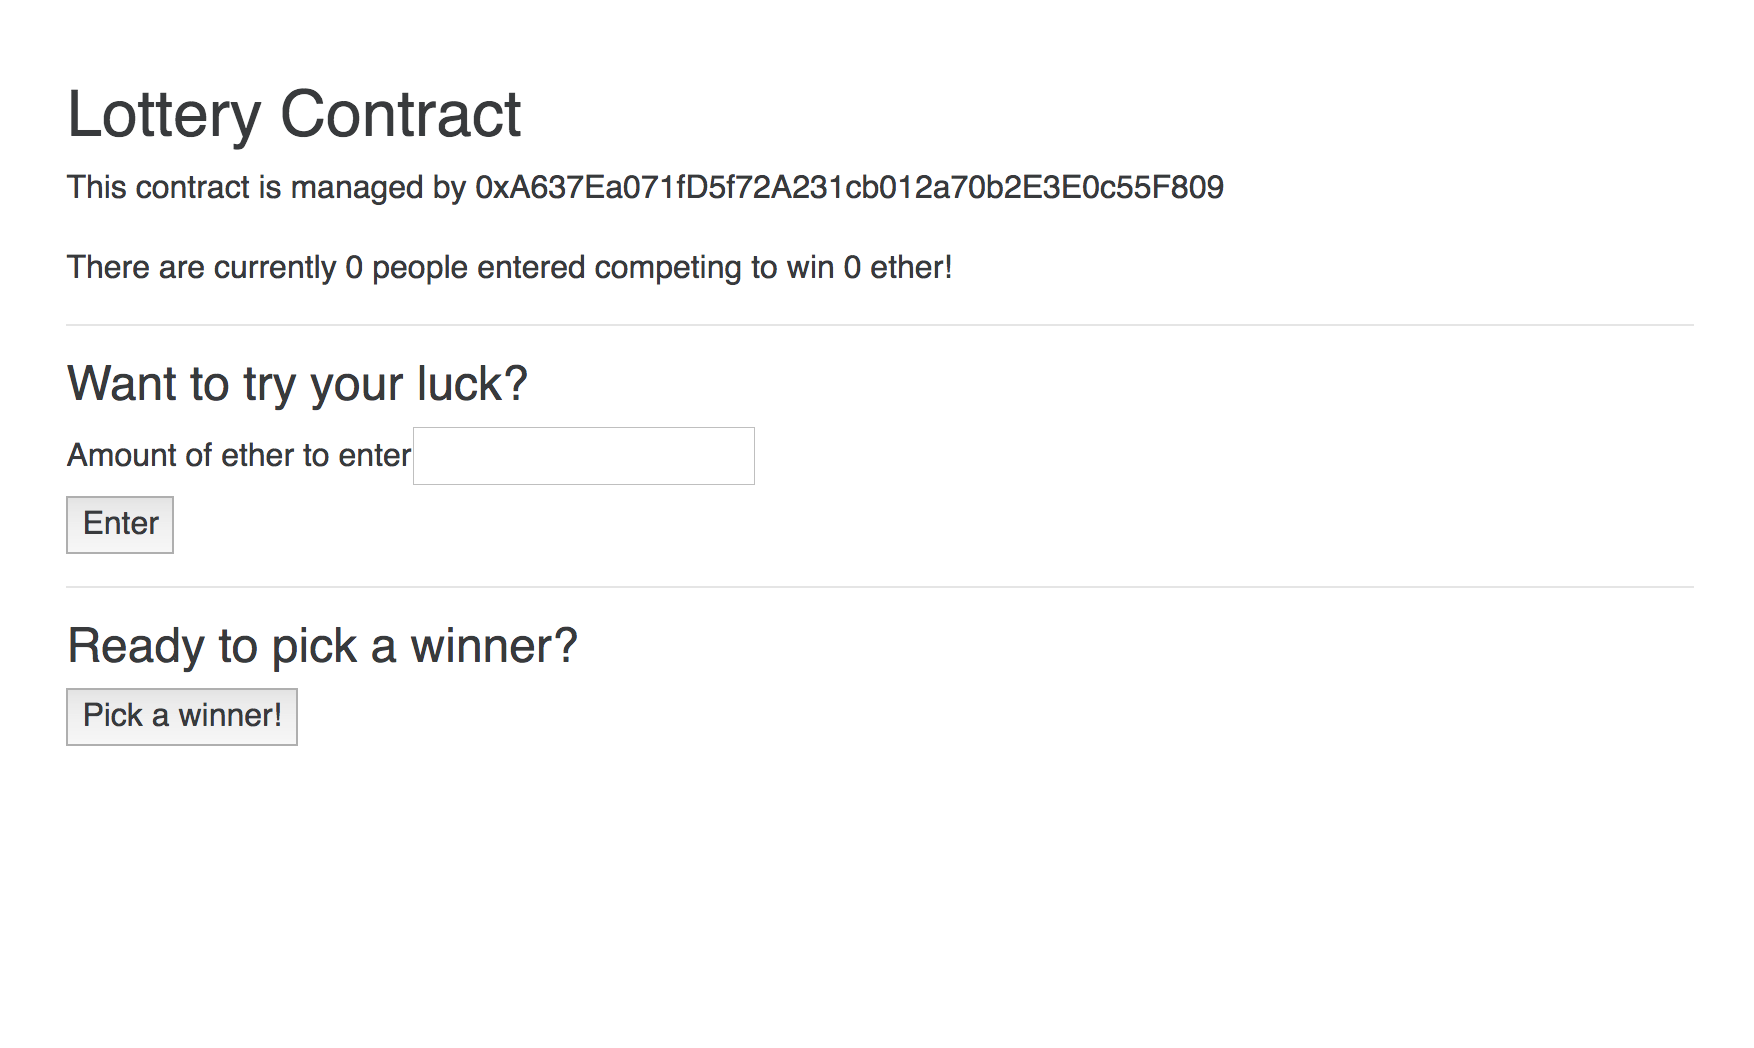 Lottery Contract
This contract is managed by 0xA637Ea071fD5f72A231cb012a70b2E3E0c55F809
There are currently 0 people entered competing to win 0 ether!
Want to try your luck?
Amount of ether to enter
Enter
Ready to pick a winner?
Pick a winner!